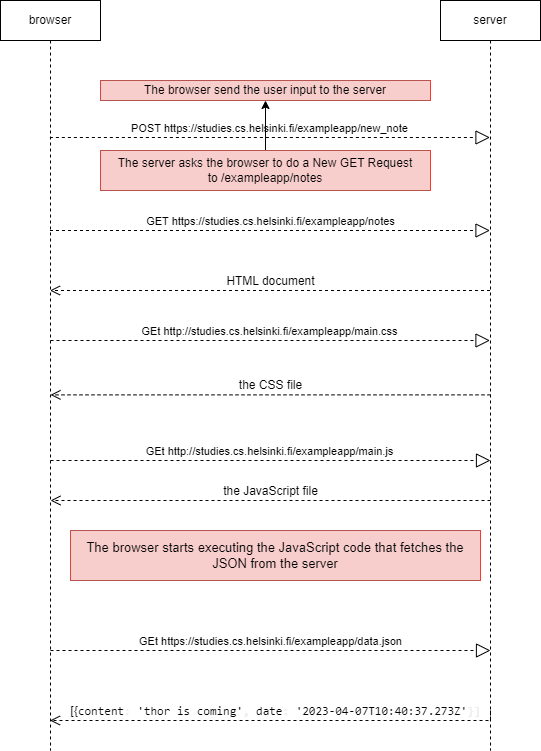 browser
server
The browser send the user input to the server
POST https://studies.cs.helsinki.fi/exampleapp/new_note
The server asks the browser to do a New GET Request
to /exampleapp/notes
GET https://studies.cs.helsinki.fi/exampleapp/notes
HTML document
GEt http://studies.cs.helsinki.fi/exampleapp/main.css
the CSS file
GEt http://studies.cs.helsinki.fi/exampleapp/main.js
the JavaScript file
The browser starts executing the JavaScript code that fetches the
JSON from the server
GEt https://studies.cs.helsinki.fi/exampleapp/data.json
[{content: 'thor is coming', date: '2023-04-07T10:40:37.273Z'}]